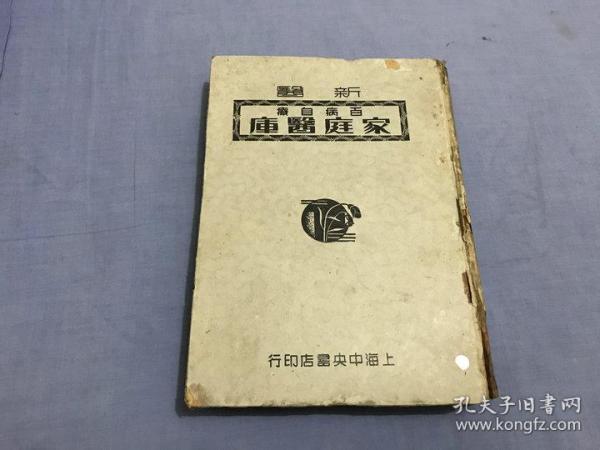 新醫
百病自療
家庭醫庫
上海中央書店印行
孔夫子旧书网
www.kongfz.com